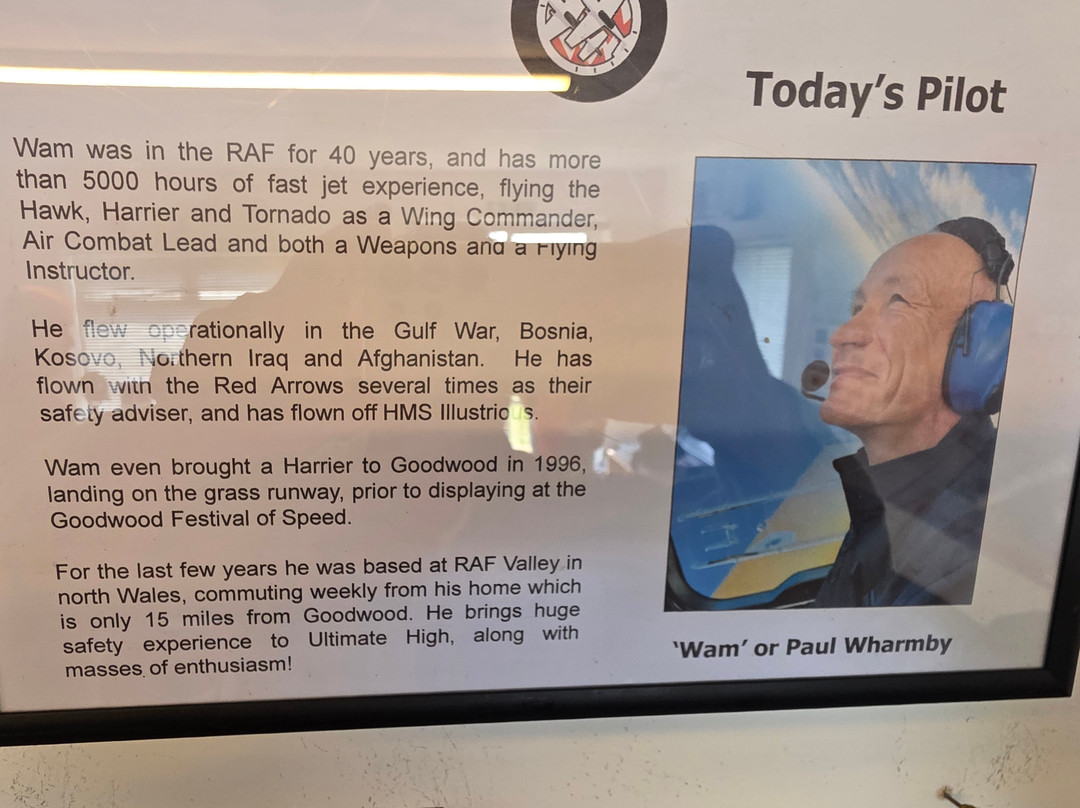 Today's Pilot
Wam was in the RAF for 40 years, and has more
than 5000 hours of fast jet experience, flying the
Hawk, Harrier and Tornado as a Wing Commander,
Air Combat Lead and both a Weapons and a Flying
Instructor.
He flew operationally in the Gulf War, Bosnia,
Kosovo, Northern Iraq and Afghanistan. He has
flown with the Red Arrows several times as their
safety adviser, and has flown off HMS Illustrious.
Wam even brought a Harrier to Goodwood in 1996,
landing on the grass runway, prior to displaying at the
Goodwood Festival of Speed.
For the last few years he was based at RAF Valley in
north Wales, commuting weekly from his home which
is only 15 miles from Goodwood. He brings huge
safety experience to Ultimate High, along with
masses of enthusiasm!
'Wam' or Paul Wharmby